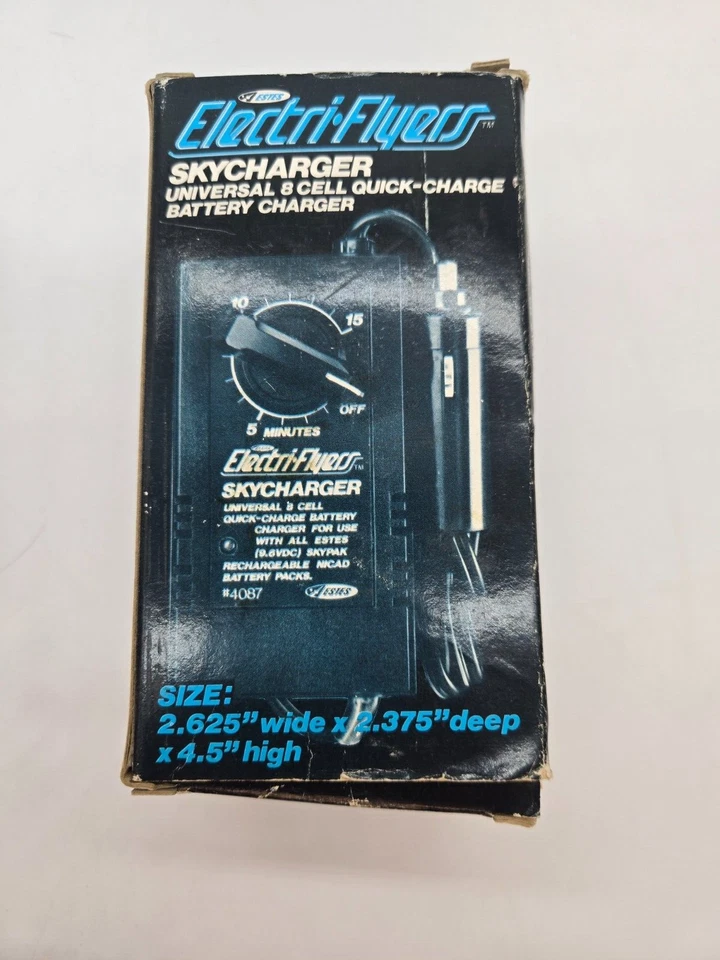 ESTES
Electri·Flyers™
SKYCHARGER
UNIVERSAL 8 CELL QUICK-CHARGE
BATTERY CHARGER
10
15
OFF
5 MINUTES
Electri·Flyers™
SKYCHARGER
UNIVERSAL 8 CELL
QUICK-CHARGE BATTERY
CHARGER FOR USE
WITH ALL ESTES
(9.6VDC) SKYPAK
RECHARGEABLE NICAD
BATTERY PACKS.
#4087 ESTES
SIZE:
2.625" wide x 2.375" deep
x 4.5" high